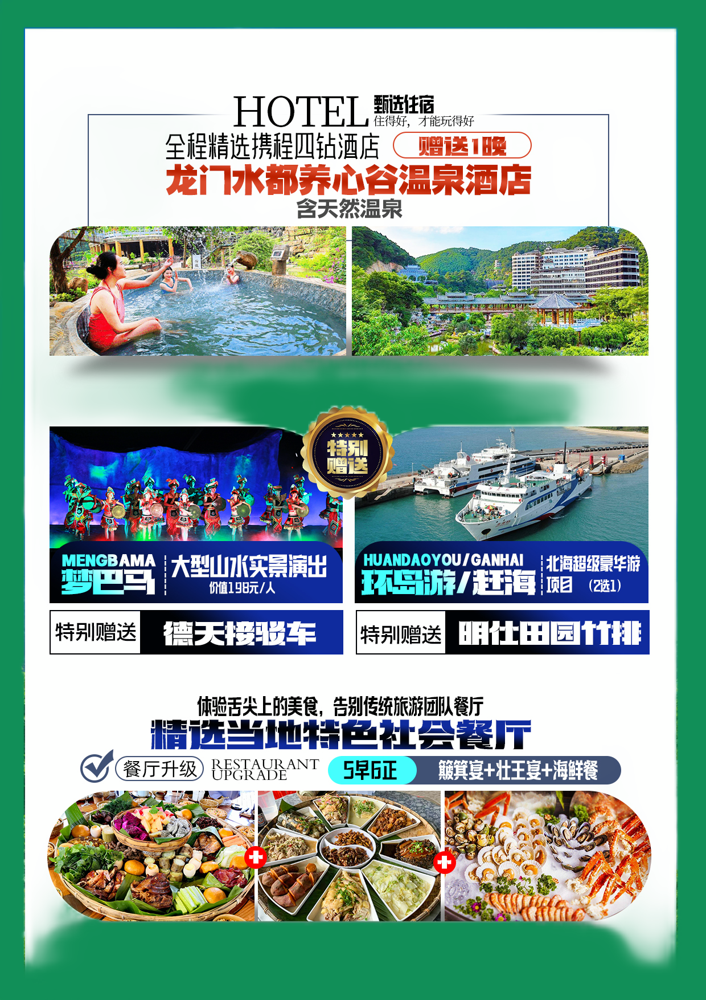 HOTEL
甄选住宿
住得好，才能玩得好
全程精选携程四钻酒店
赠送1晚
龙门水都养心谷温泉酒店
含天然温泉
特别
赠送
MENGBAMA
梦巴马
大型山水实景演出
价值198元/人
HUANDAOYOU/GANHAI
环岛游/赶海
北海超级豪华游
项目 （2选1）
特别赠送
德天接驳车
特别赠送
明仕田园竹排
体验舌尖上的美食，告别传统旅游团队餐厅
精选当地特色社会餐厅
餐厅升级
RESTAURANT
UPGRADE
5早6正
簸箕宴+壮王宴+海鲜餐